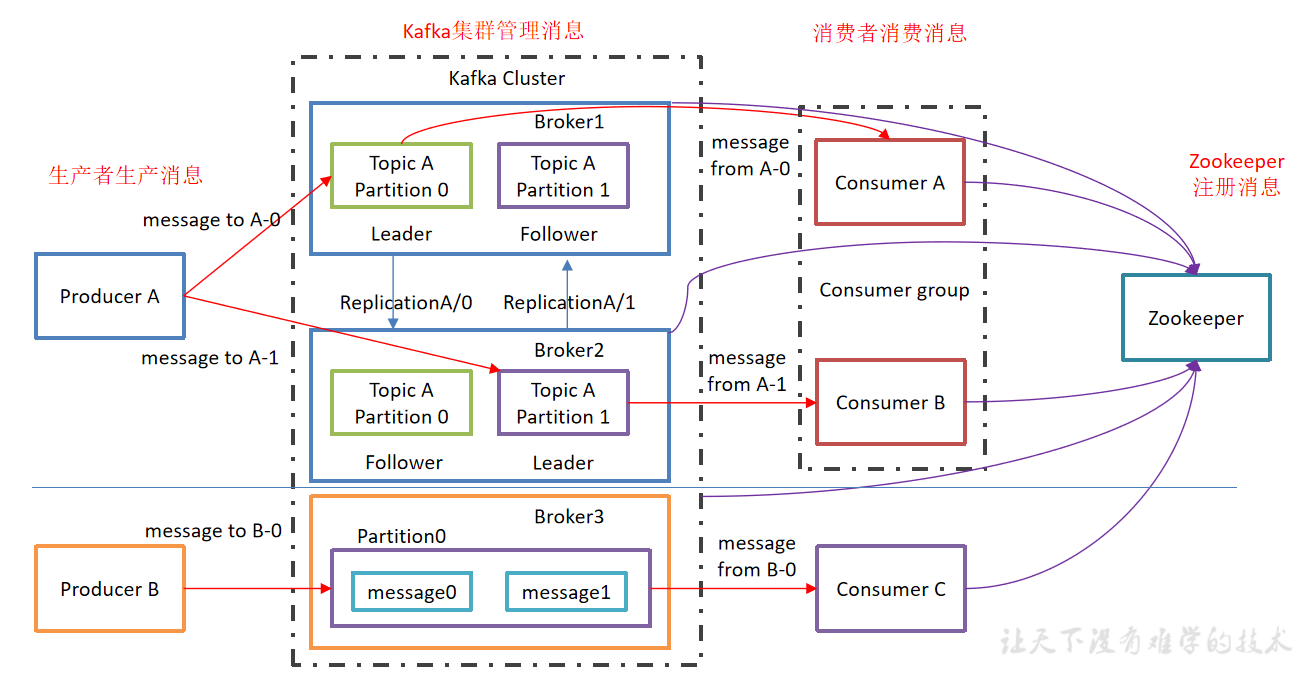 Kafka集群管理消息
消费者消费消息
Kafka Cluster
Broker1
生产者生产消息
Topic A
Partition 0
Topic A
Partition 1
message
from A-0
Consumer A
Zookeeper
注册消息
message to A-0
Leader
Follower
Producer A
ReplicationA/0
ReplicationA/1
Consumer group
Zookeeper
message to A-1
Broker2
Topic A
Partition 0
Topic A
Partition 1
message
from A-1
Consumer B
Follower
Leader
message to B-0
Broker3
Partition0
Producer B
message0
message1
message
from B-0
Consumer C
让天下没有难学的技术